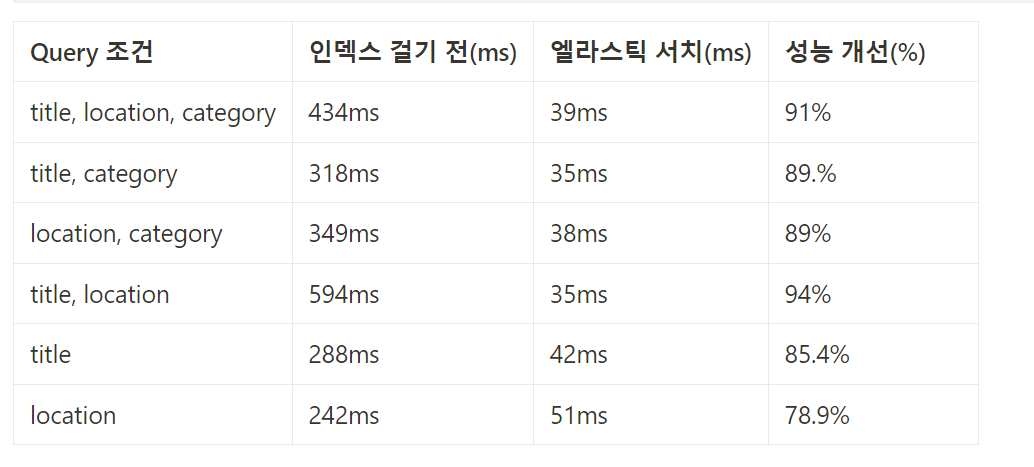 Query 조건 인덱스 걸기 전(ms) 엘라스틱 서치(ms) 성능 개선(%)
title, location, category 434ms 39ms 91%
title, category 318ms 35ms 89.%
location, category 349ms 38ms 89%
title, location 594ms 35ms 94%
title 288ms 42ms 85.4%
location 242ms 51ms 78.9%